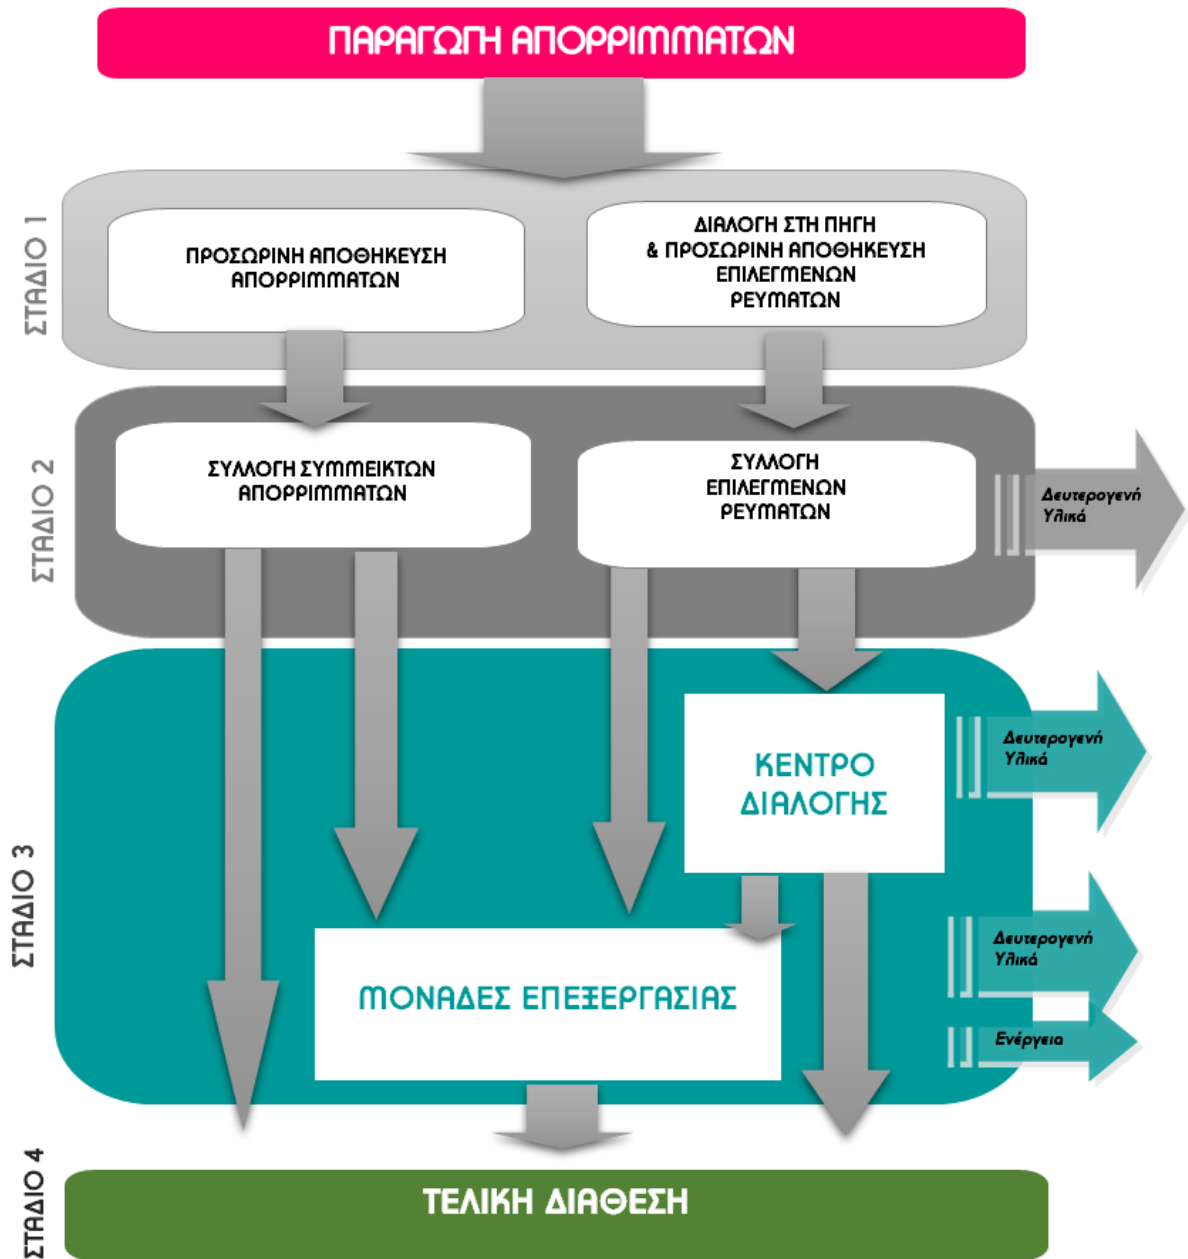 ΠΑΡΑΓΩΓΗ ΑΠΟΡΡΙΜΜΑΤΩΝ
ΣΤΑΔΙΟ 1
ΠΡΟΣΩΡΙΝΗ ΑΠΟΘΗΚΕΥΣΗ
ΑΠΟΡΡΙΜΜΑΤΩΝ
ΔΙΑΛΟΓΗ ΣΤΗ ΠΗΓΗ
& ΠΡΟΣΩΡΙΝΗ ΑΠΟΘΗΚΕΥΣΗ
ΕΠΙΛΕΓΜΕΝΩΝ
ΡΕΥΜΑΤΩΝ
ΣΤΑΔΙΟ 2
ΣΥΛΛΟΓΗ ΣΥΜΜΕΙΚΤΩΝ
ΑΠΟΡΡΙΜΜΑΤΩΝ
ΣΥΛΛΟΓΗ
ΕΠΙΛΕΓΜΕΝΩΝ
ΡΕΥΜΑΤΩΝ
Δευτερογενή
Υλικά
ΣΤΑΔΙΟ 3
ΚΕΝΤΡΟ
ΔΙΑΛΟΓΗΣ
Δευτερογενή
Υλικά
ΜΟΝΑΔΕΣ ΕΠΕΞΕΡΓΑΣΙΑΣ
Δευτερογενή
Υλικά
Ενέργεια
ΣΤΑΔΙΟ 4
ΤΕΛΙΚΗ ΔΙΑΘΕΣΗ